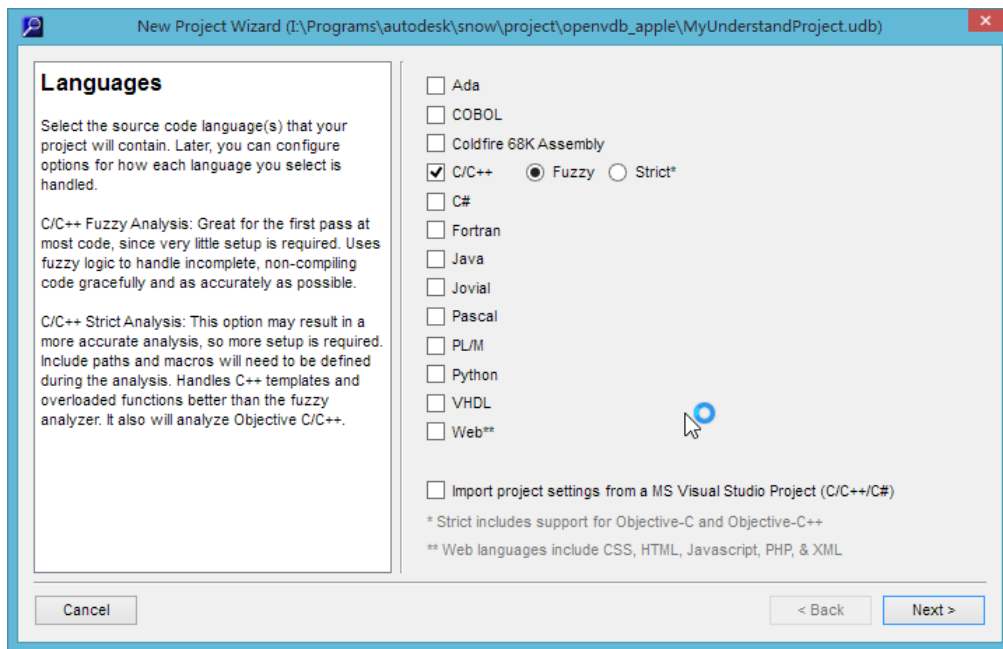 New Project Wizard (I:\Programs\autodesk\snow\project\openvdb_apple\MyUnderstandProject.udb)
Languages
Select the source code language(s) that your
project will contain. Later, you can configure
options for how each language you select is
handled.
C/C++ Fuzzy Analysis: Great for the first pass at
most code, since very little setup is required. Uses
fuzzy logic to handle incomplete, non-compiling
code gracefully and as accurately as possible.
C/C++ Strict Analysis: This option may result in a
more accurate analysis, so more setup is required.
Include paths and macros will need to be defined
during the analysis. Handles C++ templates and
overloaded functions better than the fuzzy
analyzer. It also will analyze Objective C/C++.
Ada
COBOL
Coldfire 68K Assembly
C/C++ Fuzzy Strict*
C#
Fortran
Java
Jovial
Pascal
PL/M
Python
VHDL
Web**
Import project settings from a MS Visual Studio Project (C/C++/C#)
* Strict includes support for Objective-C and Objective-C++
** Web languages include CSS, HTML, Javascript, PHP, & XML
Cancel
< Back
Next >